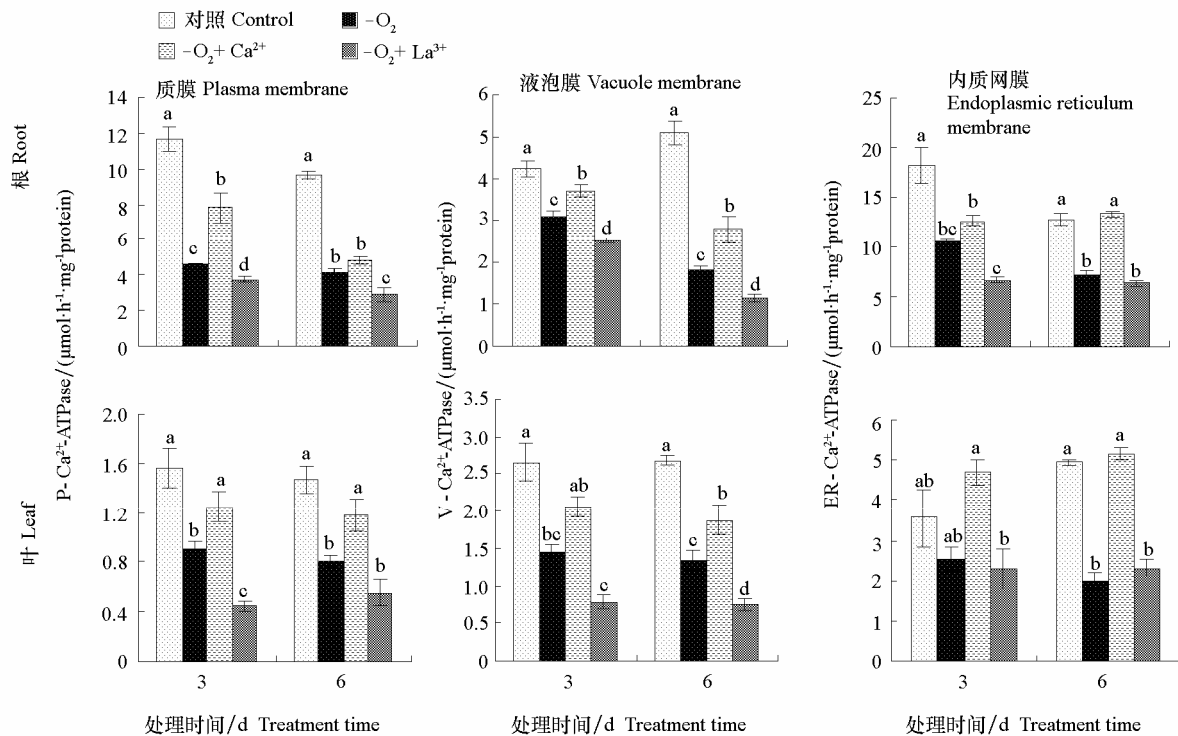 对照 Control
−O₂
−O₂+ Ca²⁺
−O₂+ La³⁺
质膜 Plasma membrane
液泡膜 Vacuole membrane
内质网膜
Endoplasmic reticulum
membrane
根 Root
叶 Leaf
P- Ca²⁺-ATPase/(μmol·h⁻¹·mg⁻¹protein)
V - Ca²⁺-ATPase/(μmol·h⁻¹·mg⁻¹protein)
ER- Ca²⁺-ATPase/(μmol·h⁻¹·mg⁻¹protein)
14
12
10
8
6
4
2
0
a
c
b
d
a
b
b
c
6
5
4
3
2
1
0
a
c
b
d
a
c
b
d
25
20
15
10
5
0
a
bc
b
c
a
b
a
b
2.0
1.6
1.2
0.8
0.4
0
a
b
a
c
a
b
a
b
3
6
3.5
3.0
2.5
2.0
1.5
1.0
0.5
0
a
bc
ab
c
a
c
b
d
3
6
6
5
4
3
2
1
0
ab
ab
a
b
a
b
a
b
3
6
处理时间/d Treatment time
处理时间/d Treatment time
处理时间/d Treatment time